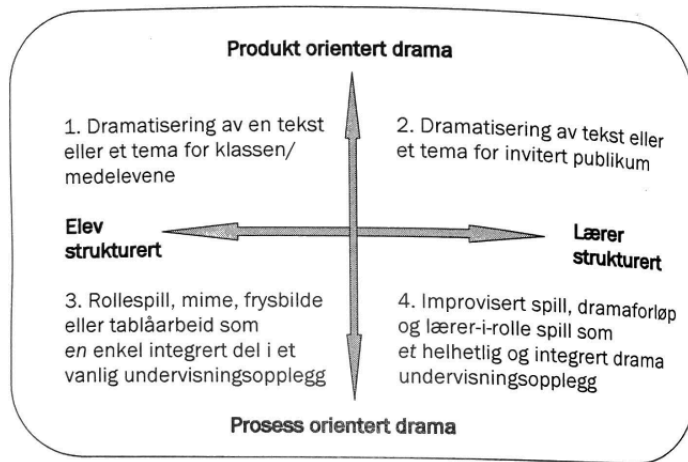 Produkt orientert drama
1. Dramatisering av en tekst
eller et tema for klassen/
medelevene
2. Dramatisering av tekst eller
et tema for invitert publikum
Elev
strukturert
Lærer
strukturert
3. Rollespill, mime, frysbilde
eller tablåarbeid som
en enkel integrert del i et
vanlig undervisningsopplegg
4. Improvisert spill, dramaforløp
og lærer-i-rolle spill som
et helhetlig og integrert drama
undervisningsopplegg
Prosess orientert drama